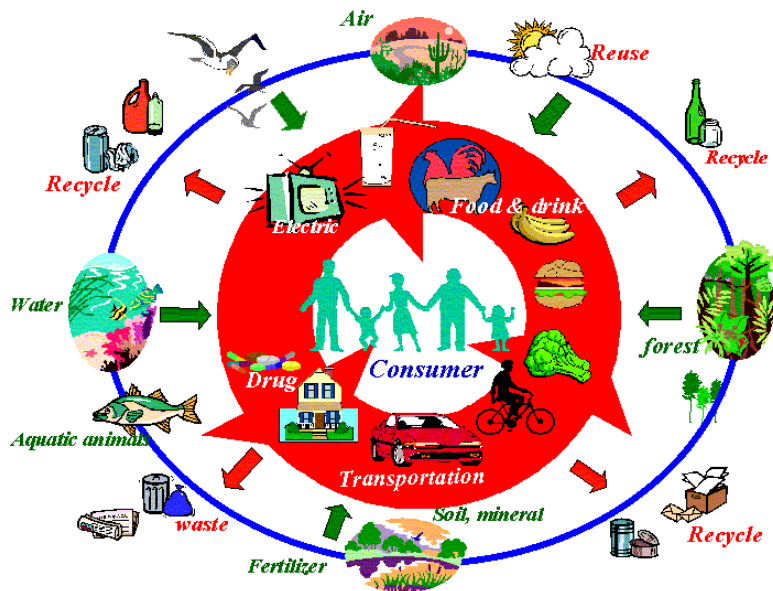 Air
Reuse
Recycle
Recycle
Electric
Food & drink
Water
forest
Consumer
Drug
Aquatic animals
Transportation
Soil, mineral
waste
Recycle
Fertilizer